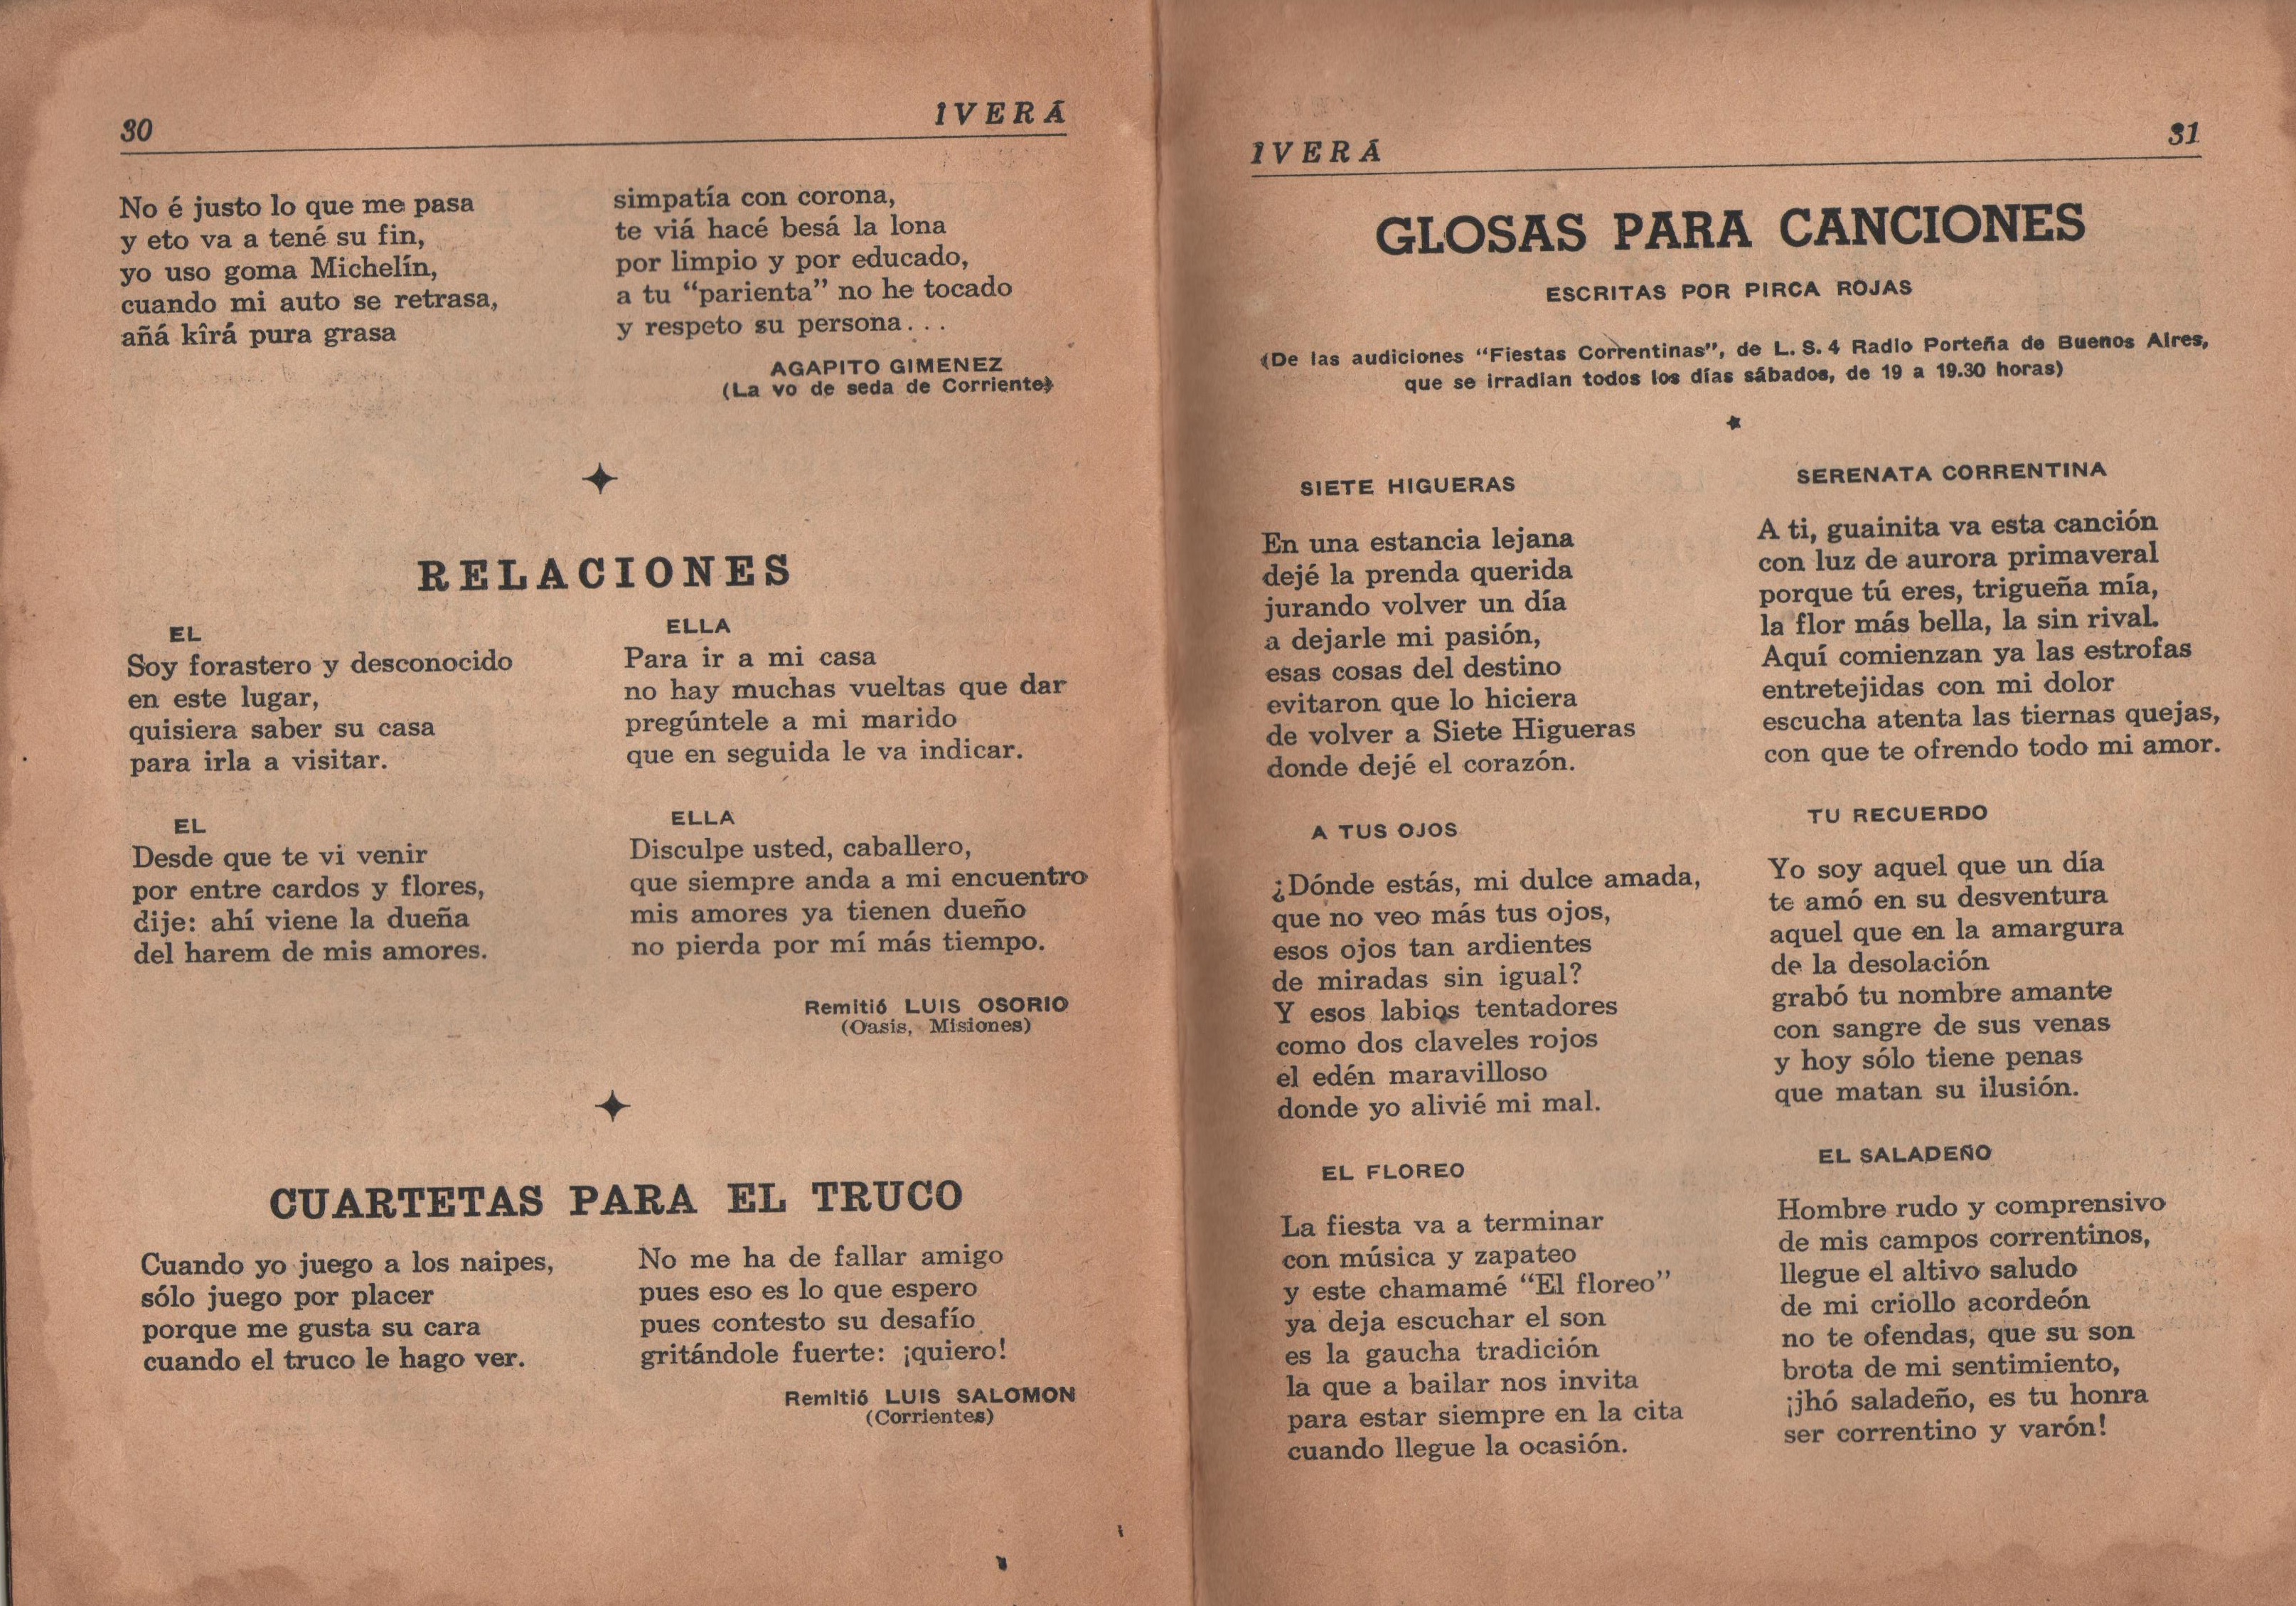 30
IVERÁ
No é justo lo que me pasa
y eto va a tené su fin,
yo uso goma Michelín,
cuando mi auto se retrasa,
añá kîrá pura grasa
simpatía con corona,
te viá hacé besá la lona
por limpio y por educado,
a tu “parienta” no he tocado
y respeto su persona...
AGAPITO GIMENEZ
(La vo de seda de Corriente)
RELACIONES
EL
Soy forastero y desconocido
en este lugar,
quisiera saber su casa
para irla a visitar.
ELLA
Para ir a mi casa
no hay muchas vueltas que dar
pregúntele a mi marido
que en seguida le va indicar.
EL
Desde que te vi venir
por entre cardos y flores,
dije: ahí viene la dueña
del harem de mis amores.
ELLA
Disculpe usted, caballero,
que siempre anda a mi encuentro
mis amores ya tienen dueño
no pierda por mí más tiempo.
Remitió LUIS OSORIO
(Oasis, Misiones)
CUARTETAS PARA EL TRUCO
Cuando yo juego a los naipes,
sólo juego por placer
porque me gusta su cara
cuando el truco le hago ver.
No me ha de fallar amigo
pues eso es lo que espero
pues contesto su desafío
gritándole fuerte: ¡quiero!
Remitió LUIS SALOMON
(Corrientes)
IVERÁ
31
GLOSAS PARA CANCIONES
ESCRITAS POR PIRCA ROJAS
(De las audiciones “Fiestas Correntinas”, de L. S. 4 Radio Porteña de Buenos Aires,
que se irradian todos los días sábados, de 19 a 19.30 horas)
SIETE HIGUERAS
En una estancia lejana
dejé la prenda querida
jurando volver un día
a dejarle mi pasión,
esas cosas del destino
evitaron que lo hiciera
de volver a Siete Higueras
donde dejé el corazón.
A TUS OJOS
¿Dónde estás, mi dulce amada,
que no veo más tus ojos,
esos ojos tan ardientes
de miradas sin igual?
Y esos labios tentadores
como dos claveles rojos
el edén maravilloso
donde yo alivié mi mal.
EL FLOREO
La fiesta va a terminar
con música y zapateo
y este chamamé “El floreo”
ya deja escuchar el son
es la gaucha tradición
la que a bailar nos invita
para estar siempre en la cita
cuando llegue la ocasión.
SERENATA CORRENTINA
A ti, guainita va esta canción
con luz de aurora primaveral
porque tú eres, trigueña mía,
la flor más bella, la sin rival.
Aquí comienzan ya las estrofas
entretejidas con mi dolor
escucha atenta las tiernas quejas,
con que te ofrendo todo mi amor.
TU RECUERDO
Yo soy aquel que un día
te amó en su desventura
aquel que en la amargura
de la desolación
grabó tu nombre amante
con sangre de sus venas
y hoy sólo tiene penas
que matan su ilusión.
EL SALADEÑO
Hombre rudo y comprensivo
de mis campos correntinos,
llegue el altivo saludo
de mi criollo acordeón
no te ofendas, que su son
brota de mi sentimiento,
¡jhó saladeño, es tu honra
ser correntino y varón!